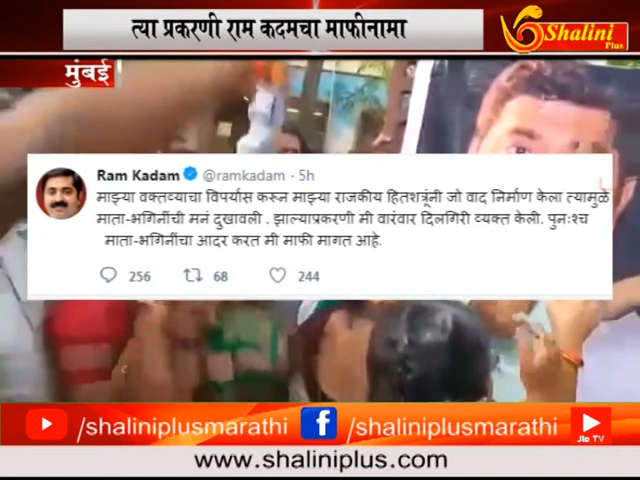 त्या प्रकरणी राम कदमचा माफीनामा
Shalini
Plus
मुंबई
Ram Kadam @ramkadam · 5h
माझ्या वक्तव्याचा विपर्यास करून माझ्या राजकीय हितशत्रूंनी जो वाद निर्माण केला त्यामुळे
माता-भगिनींची मनं दुखावली . झाल्याप्रकरणी मी वारंवार दिलगिरी व्यक्त केली. पुनःश्च
माता-भगिनींचा आदर करत मी माफी मागत आहे.
256 68 244
/shaliniplusmarathi f /shaliniplusmarathi
Jio TV
www.shaliniplus.com